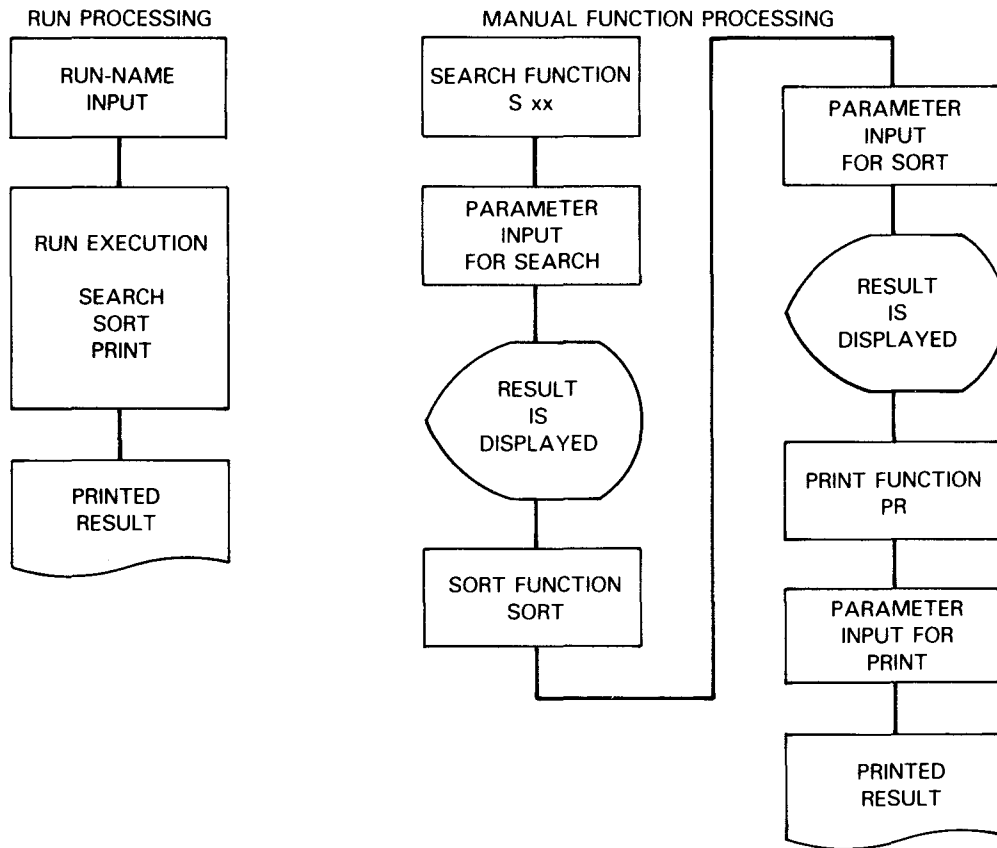 RUN PROCESSING
RUN-NAME
INPUT
RUN EXECUTION
SEARCH
SORT
PRINT
PRINTED
RESULT
MANUAL FUNCTION PROCESSING
SEARCH FUNCTION
S xx
PARAMETER
INPUT
FOR SEARCH
RESULT
IS
DISPLAYED
SORT FUNCTION
SORT
PARAMETER
INPUT
FOR SORT
RESULT
IS
DISPLAYED
PRINT FUNCTION
PR
PARAMETER
INPUT FOR
PRINT
PRINTED
RESULT